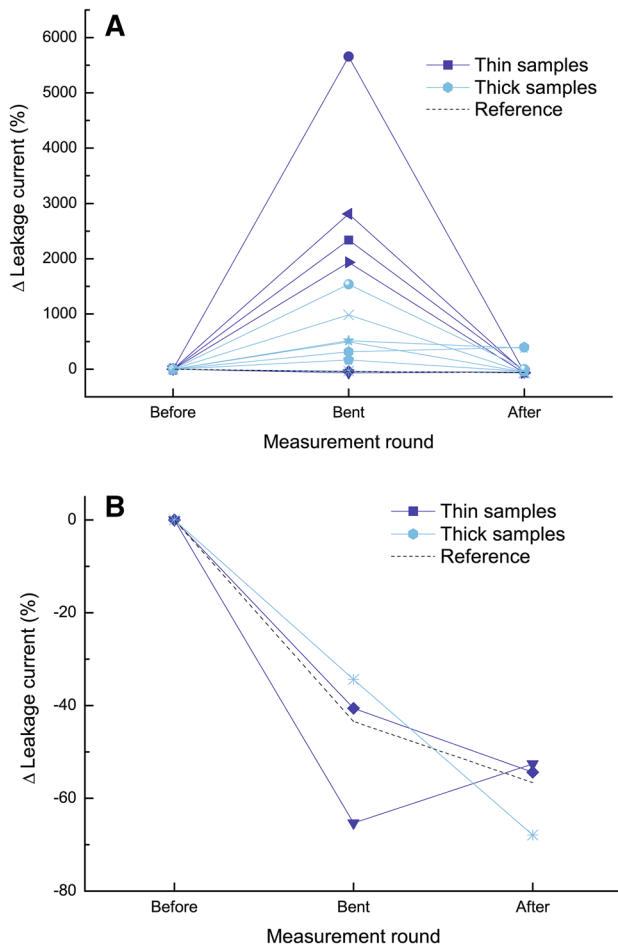 A
6000
5000
4000
3000
2000
1000
0
Δ Leakage current (%)
Thin samples
Thick samples
Reference
Before
Bent
After
Measurement round
B
0
-20
-40
-60
-80
Δ Leakage current (%)
Thin samples
Thick samples
Reference
Before
Bent
After
Measurement round